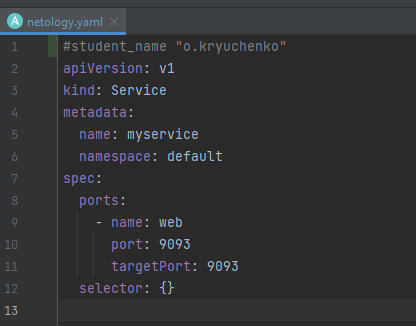 netology.yaml
1 #student_name "o.kryuchenko"
2 apiVersion: v1
3 kind: Service
4 metadata:
5   name: myservice
6   namespace: default
7 spec:
8   ports:
9     - name: web
10       port: 9093
11       targetPort: 9093
12   selector: {}
13